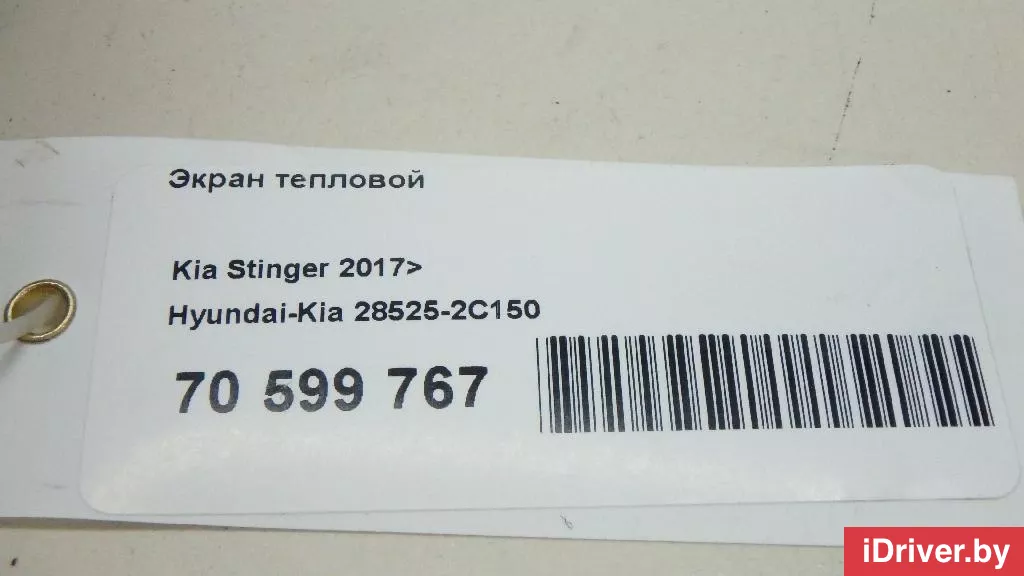 Экран тепловой
Kia Stinger 2017>
Hyundai-Kia 28525-2C150
70 599 767
iDriver.by